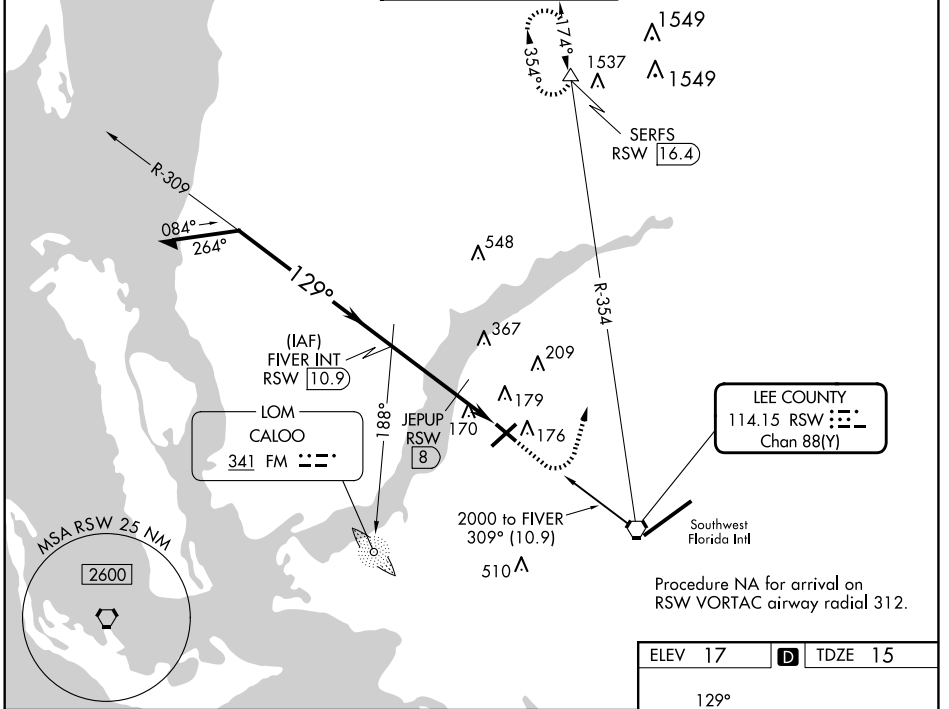 1549
174°
354°
1537
1549
SERFS
RSW 16.4
R-309
084°
264°
548
129°
R-354
(IAF)
FIVER INT
RSW 10.9
367
209
LOM
CALOO
341 FM
188°
JEPUP
RSW
8
170
179
176
LEE COUNTY
114.15 RSW
Chan 88(Y)
2000 to FIVER
309° (10.9)
Southwest
Florida Intl
510
MSA RSW 25 NM
2600
Procedure NA for arrival on
RSW VORTAC airway radial 312.
ELEV 17 D TDZE 15
129°